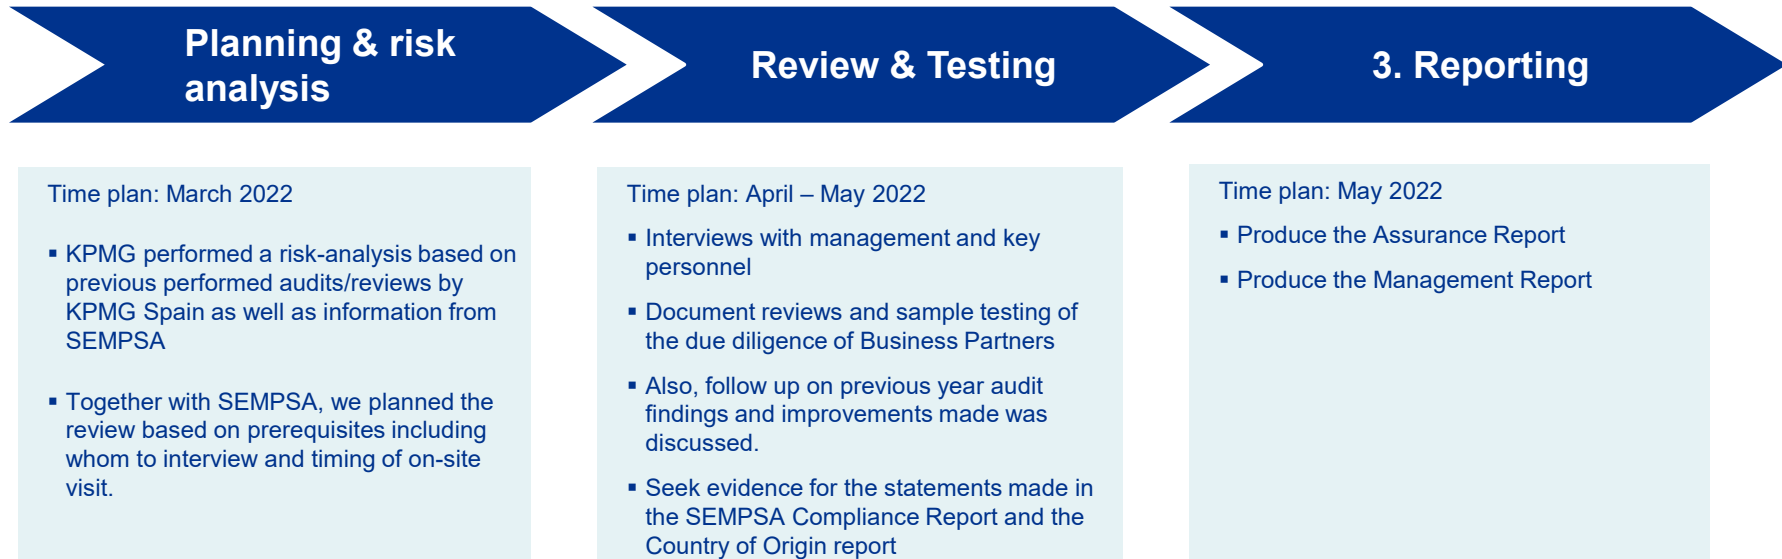 Planning & risk
analysis
Time plan: March 2022
▪ KPMG performed a risk-analysis based on
previous performed audits/reviews by
KPMG Spain as well as information from
SEMPSA
▪ Together with SEMPSA, we planned the
review based on prerequisites including
whom to interview and timing of on-site
visit.
Review & Testing
Time plan: April – May 2022
▪ Interviews with management and key
personnel
▪ Document reviews and sample testing of
the due diligence of Business Partners
▪ Also, follow up on previous year audit
findings and improvements made was
discussed.
▪ Seek evidence for the statements made in
the SEMPSA Compliance Report and the
Country of Origin report
3. Reporting
Time plan: May 2022
▪ Produce the Assurance Report
▪ Produce the Management Report